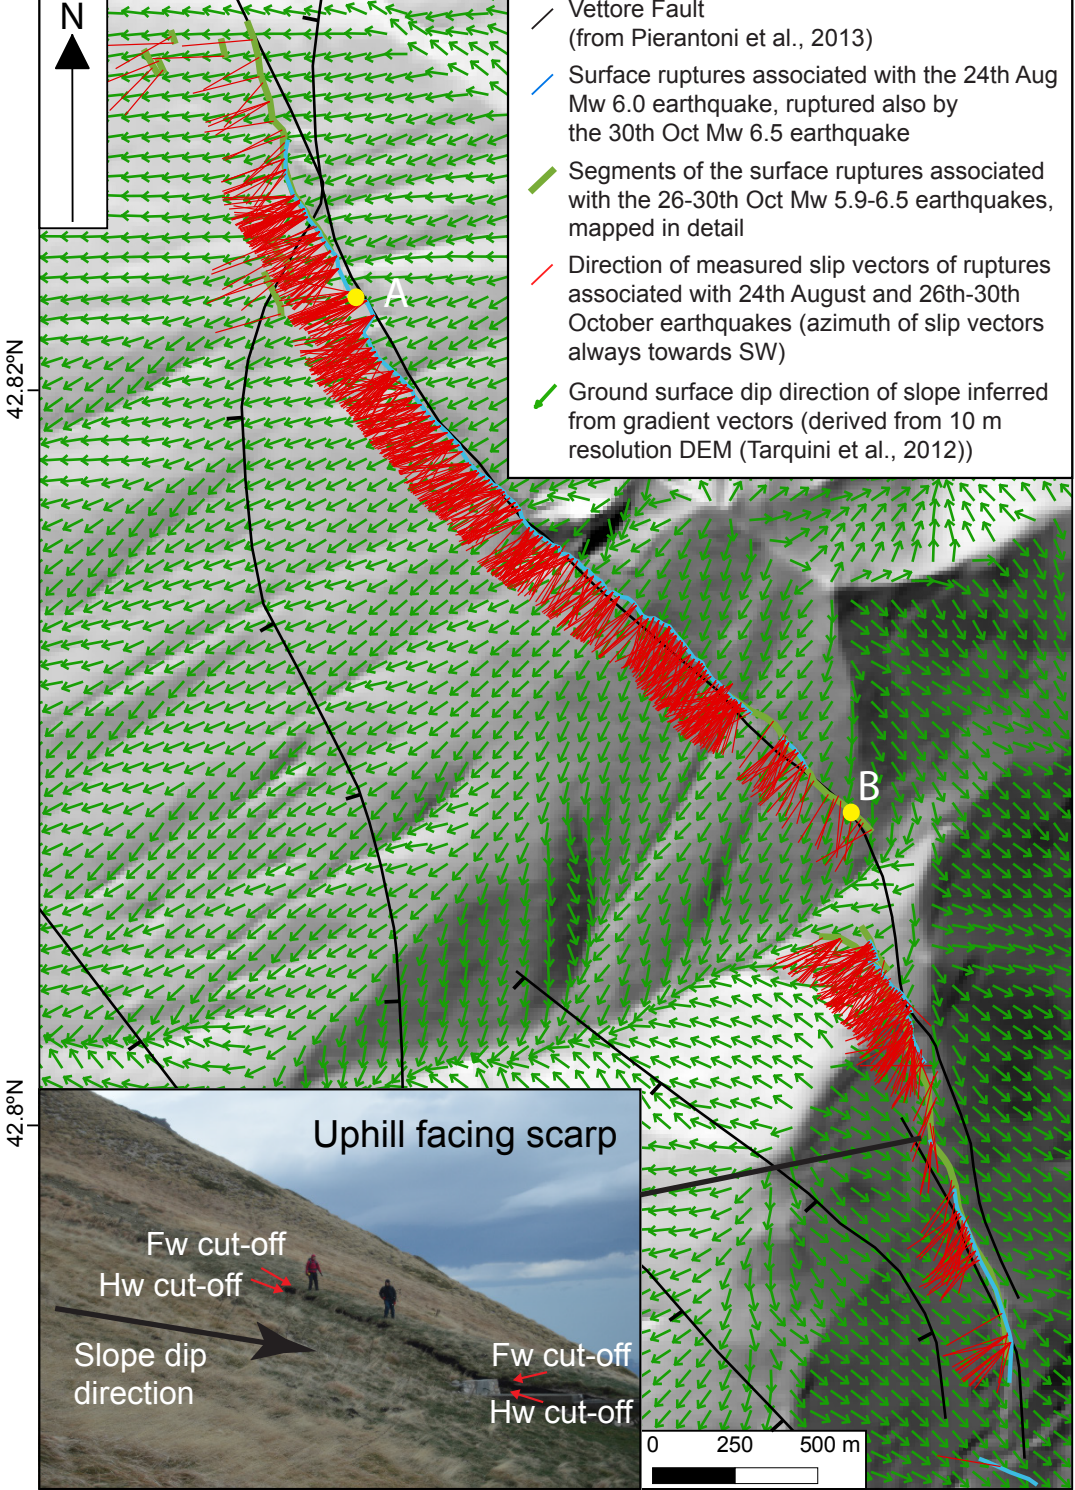 N
Vettore Fault
(from Pierantoni et al., 2013)
Surface ruptures associated with the 24th Aug
Mw 6.0 earthquake, ruptured also by
the 30th Oct Mw 6.5 earthquake
Segments of the surface ruptures associated
with the 26-30th Oct Mw 5.9-6.5 earthquakes,
mapped in detail
Direction of measured slip vectors of ruptures
associated with 24th August and 26th-30th
October earthquakes (azimuth of slip vectors
always towards SW)
Ground surface dip direction of slope inferred
from gradient vectors (derived from 10 m
resolution DEM (Tarquini et al., 2012))
A
42.82ºN
B
42.8ºN
Uphill facing scarp
Fw cut-off
Hw cut-off
Slope dip
direction
Fw cut-off
Hw cut-off
0 250 500 m